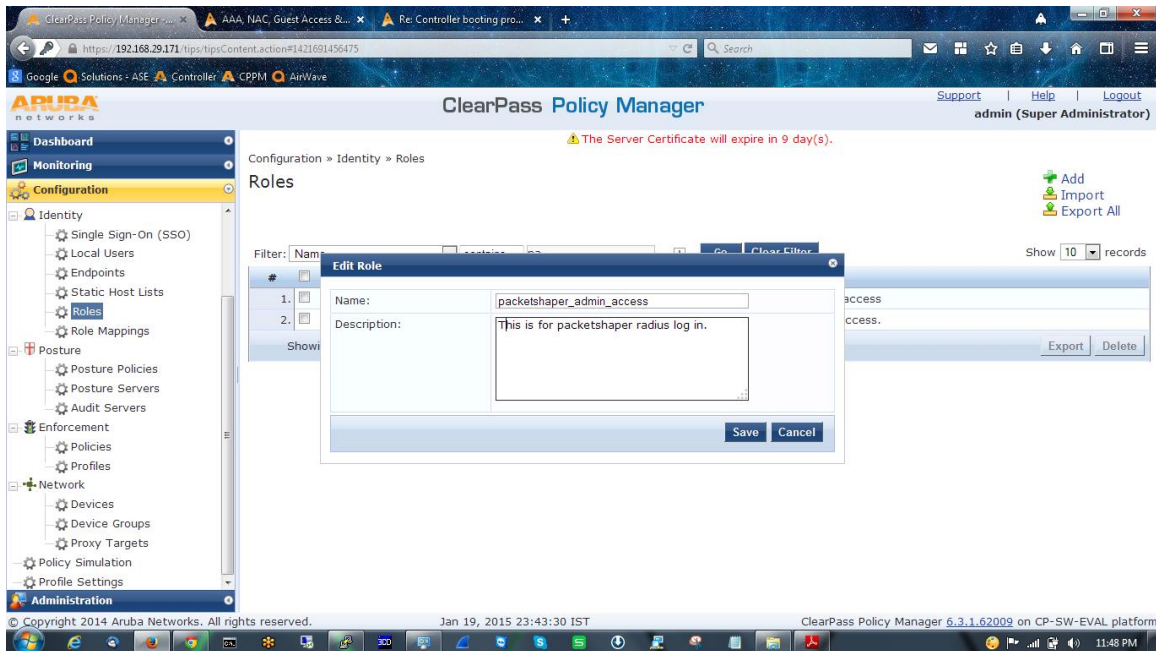 ClearPass Policy Manager - ...
AAA, NAC, Guest Access &...
Re: Controller booting pro...
https://192.168.29.171/tips/tipsContent.action#1421691456475
Search
Google Solutions - ASE Controller CPPM AirWave
ARUBA
networks
ClearPass Policy Manager
Support | Help | Logout
admin (Super Administrator)
The Server Certificate will expire in 9 day(s).
Dashboard
Monitoring
Configuration
Identity
Single Sign-On (SSO)
Local Users
Endpoints
Static Host Lists
Roles
Role Mappings
Posture
Posture Policies
Posture Servers
Audit Servers
Enforcement
Policies
Profiles
Network
Devices
Device Groups
Proxy Targets
Policy Simulation
Profile Settings
Administration
Configuration » Identity » Roles
Roles
Add
Import
Export All
Filter: Name contains Go Clear Filter
Show 10 records
#
1. access
2. ccess.
Showi
Export Delete
Edit Role
Name: packetshaper_admin_access
Description: This is for packetshaper radius log in.
Save Cancel
© Copyright 2014 Aruba Networks. All rights reserved.
Jan 19, 2015 23:43:30 IST
ClearPass Policy Manager 6.3.1.62009 on CP-SW-EVAL platform
11:48 PM